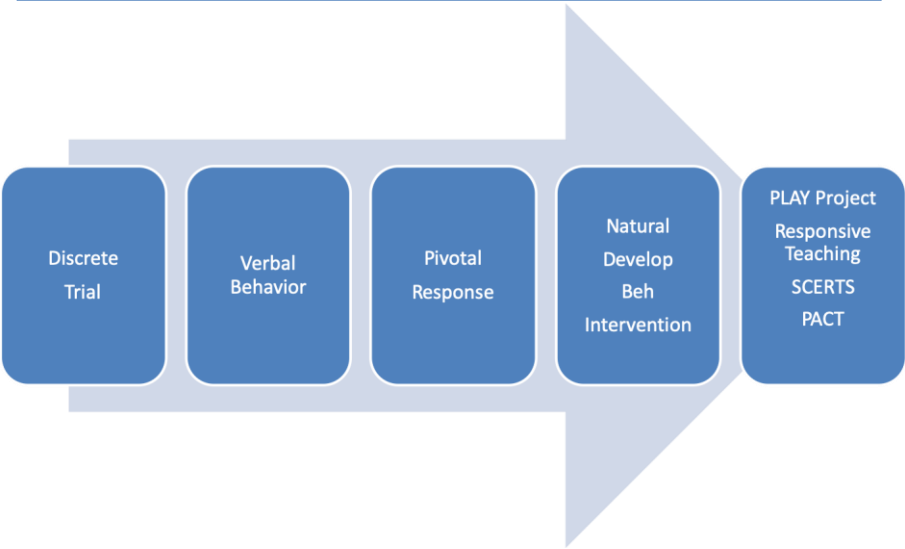 Discrete
Trial
Verbal
Behavior
Pivotal
Response
Natural
Develop
Beh
Intervention
PLAY Project
Responsive
Teaching
SCERTS
PACT